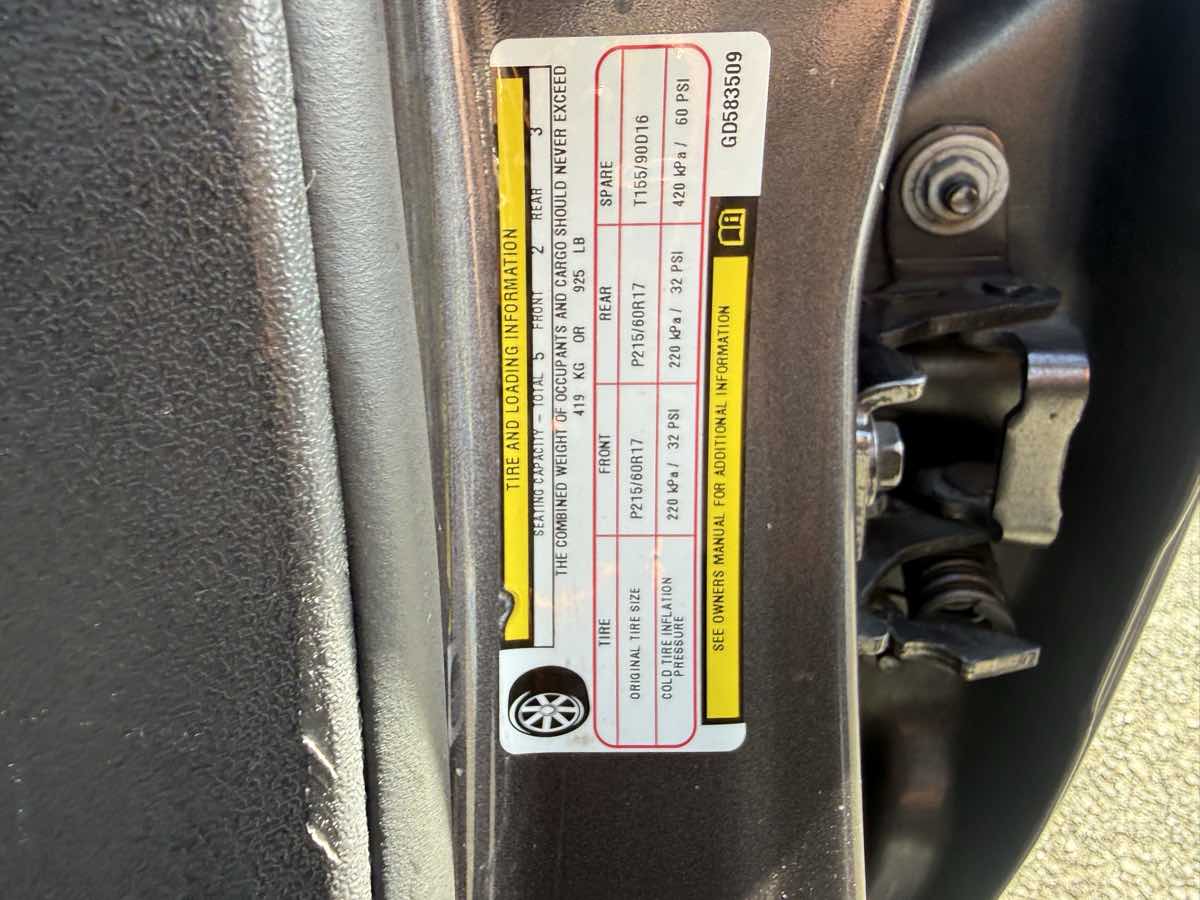 TIRE AND LOADING INFORMATION
SEATING CAPACITY – TOTAL 5 FRONT 2 REAR 3
THE COMBINED WEIGHT OF OCCUPANTS AND CARGO SHOULD NEVER EXCEED
419 KG OR 925 LB
TIRE FRONT REAR SPARE
ORIGINAL TIRE SIZE P215/60R17 P215/60R17 T155/90D16
COLD TIRE INFLATION
PRESSURE 220 kPa / 32 PSI 220 kPa / 32 PSI 420 kPa / 60 PSI
SEE OWNERS MANUAL FOR ADDITIONAL INFORMATION
GD583509